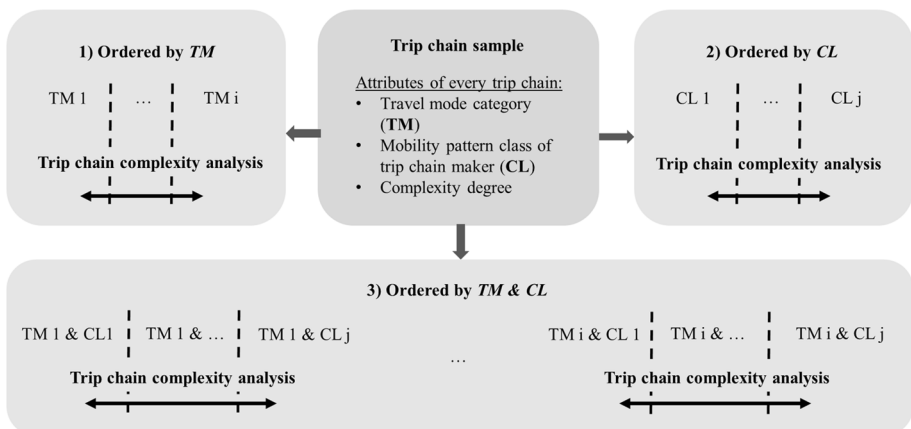 1) Ordered by TM
TM 1
…
TM i
Trip chain complexity analysis
Trip chain sample
Attributes of every trip chain:
• Travel mode category
(TM)
• Mobility pattern class of
trip chain maker (CL)
• Complexity degree
2) Ordered by CL
CL 1
…
CL j
Trip chain complexity analysis
3) Ordered by TM & CL
TM 1 & CL1
TM 1 & …
TM 1 & CL j
Trip chain complexity analysis
…
TM i & CL 1
TM i & …
TM i & CL j
Trip chain complexity analysis